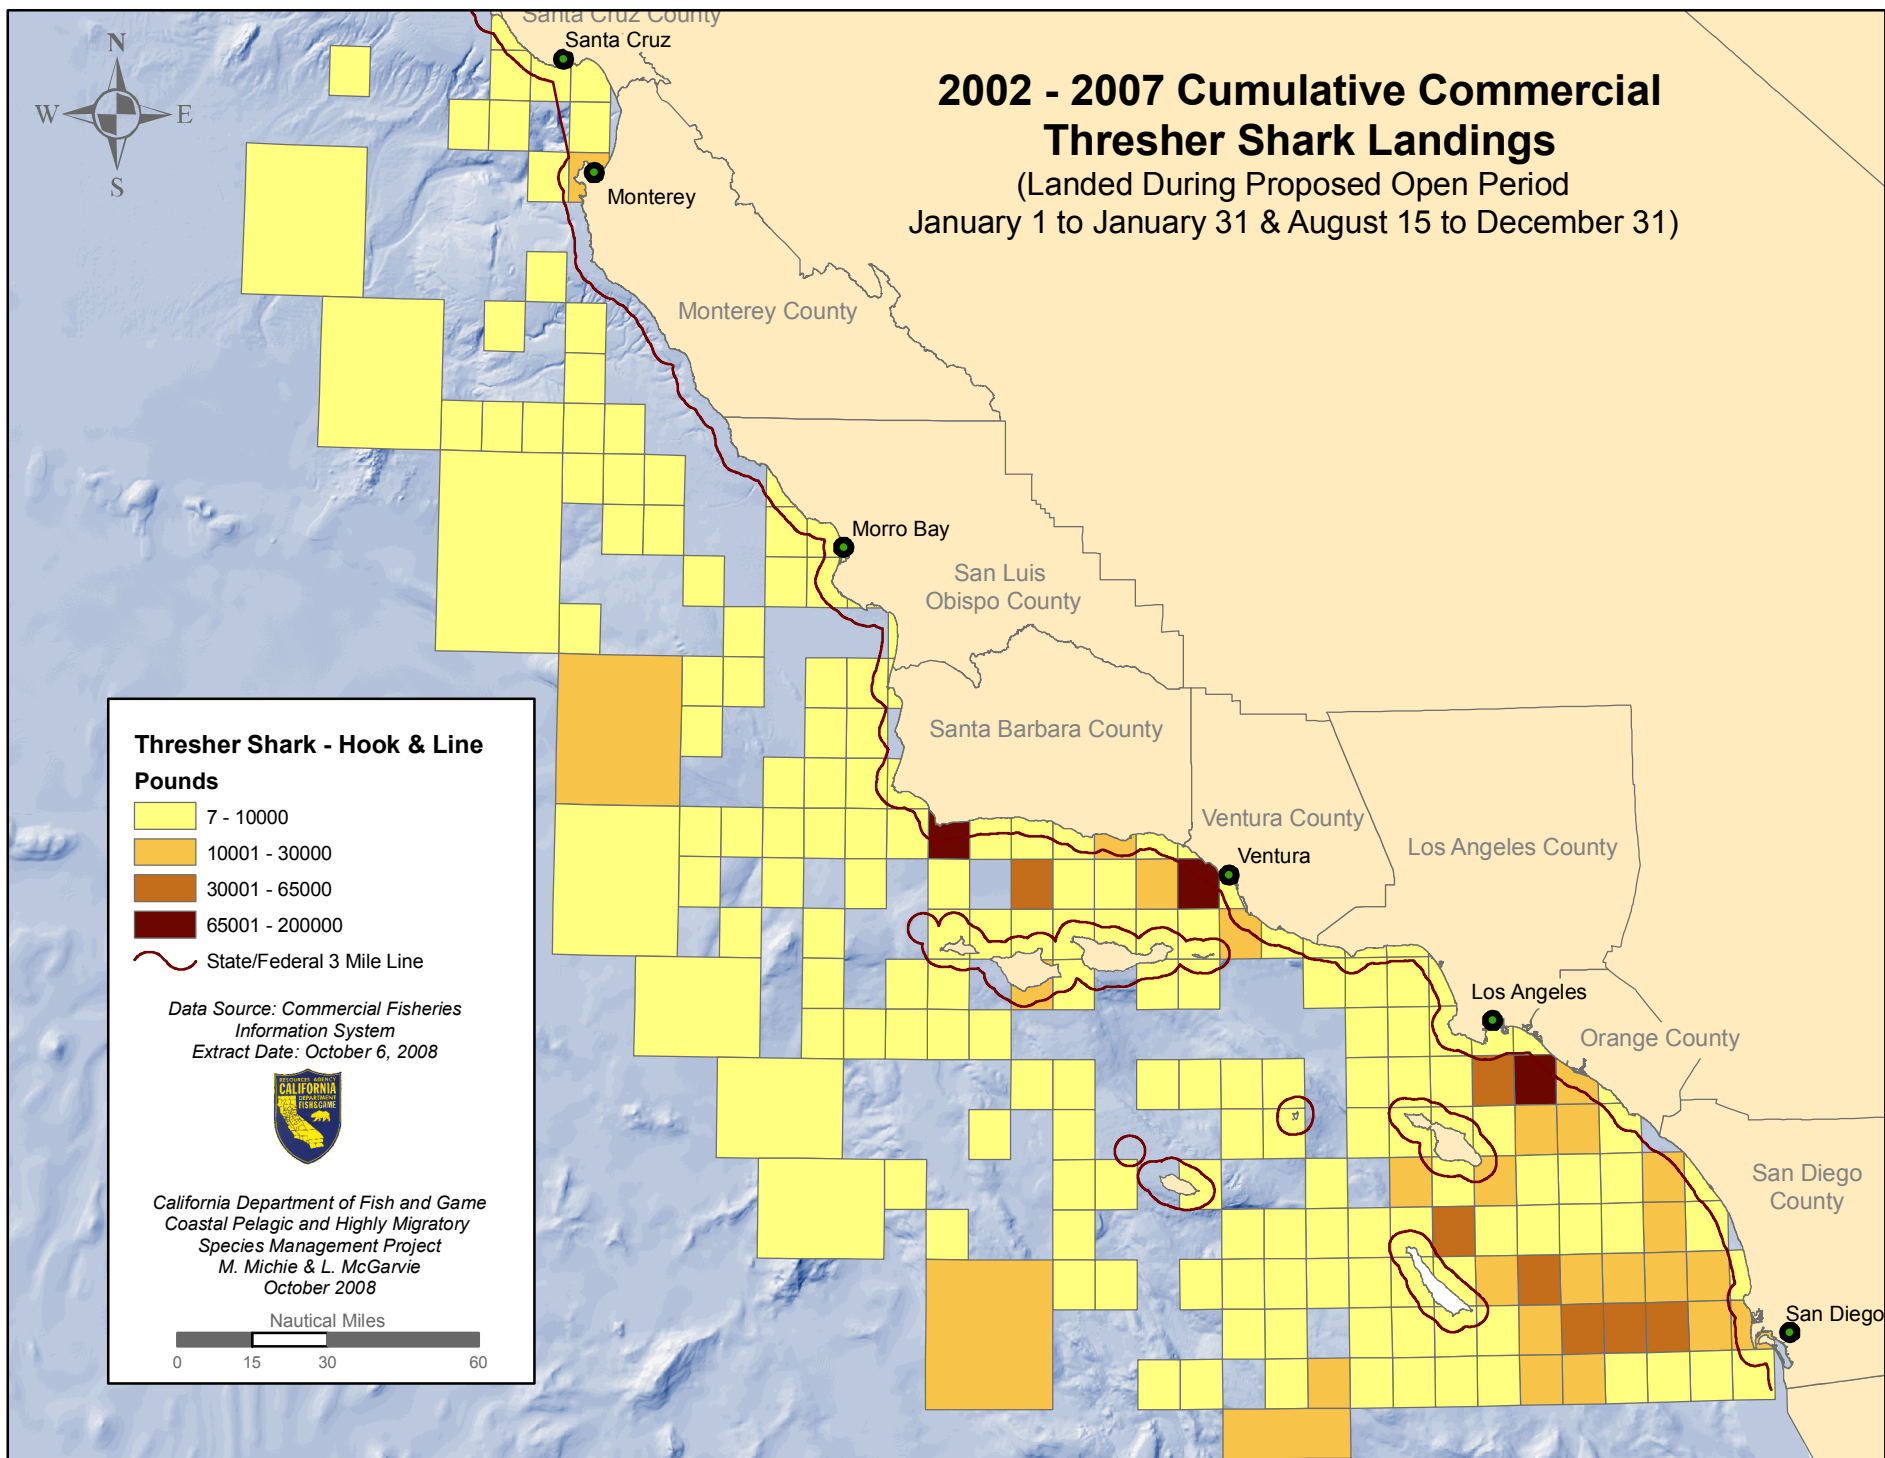 Santa Cruz County
Santa Cruz
N
W
E
S
2002 - 2007 Cumulative Commercial
Thresher Shark Landings
(Landed During Proposed Open Period
January 1 to January 31 & August 15 to December 31)
Monterey
Monterey County
Morro Bay
San Luis
Obispo County
Santa Barbara County
Ventura County
Ventura
Los Angeles County
Los Angeles
Orange County
San Diego
County
San Diego
Thresher Shark - Hook & Line
Pounds
7 - 10000
10001 - 30000
30001 - 65000
65001 - 200000
State/Federal 3 Mile Line
Data Source: Commercial Fisheries
Information System
Extract Date: October 6, 2008
RESOURCES AGENCY
CALIFORNIA
DEPARTMENT
FISH&GAME
California Department of Fish and Game
Coastal Pelagic and Highly Migratory
Species Management Project
M. Michie & L. McGarvie
October 2008
Nautical Miles
0 15 30 60